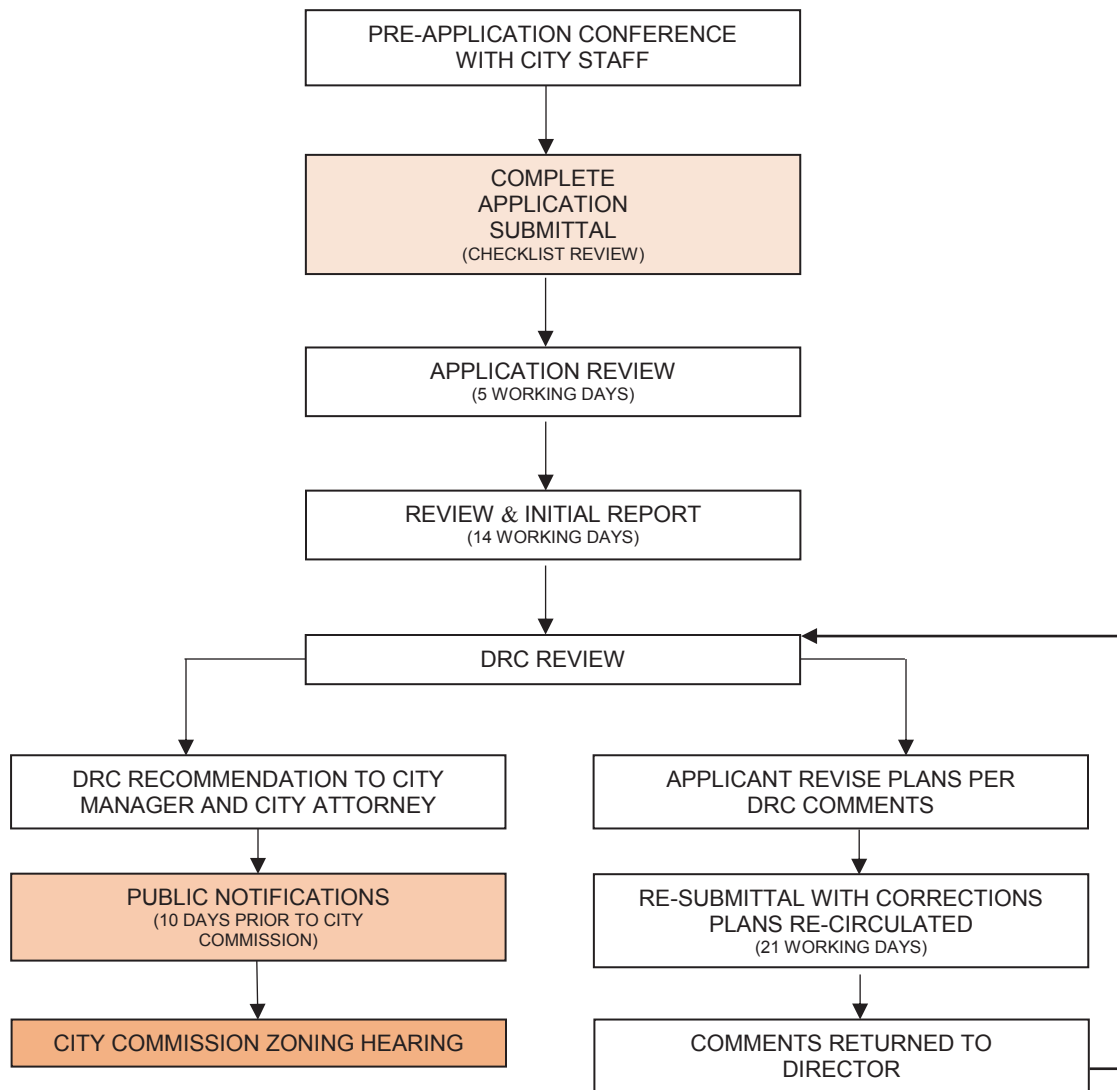 PRE-APPLICATION CONFERENCE
WITH CITY STAFF
COMPLETE
APPLICATION
SUBMITTAL
(CHECKLIST REVIEW)
APPLICATION REVIEW
(5 WORKING DAYS)
REVIEW & INITIAL REPORT
(14 WORKING DAYS)
DRC REVIEW
DRC RECOMMENDATION TO CITY
MANAGER AND CITY ATTORNEY
PUBLIC NOTIFICATIONS
(10 DAYS PRIOR TO CITY
COMMISSION)
CITY COMMISSION ZONING HEARING
APPLICANT REVISE PLANS PER
DRC COMMENTS
RE-SUBMITTAL WITH CORRECTIONS
PLANS RE-CIRCULATED
(21 WORKING DAYS)
COMMENTS RETURNED TO
DIRECTOR